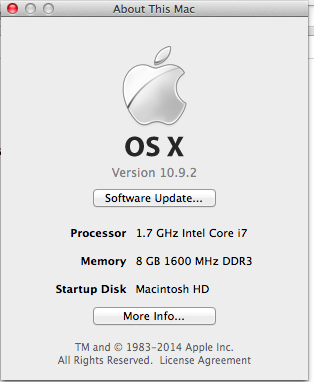 About This Mac
OS X
Version 10.9.2
Software Update...
Processor 1.7 GHz Intel Core i7
Memory 8 GB 1600 MHz DDR3
Startup Disk Macintosh HD
More Info...
TM and © 1983-2014 Apple Inc.
All Rights Reserved. License Agreement